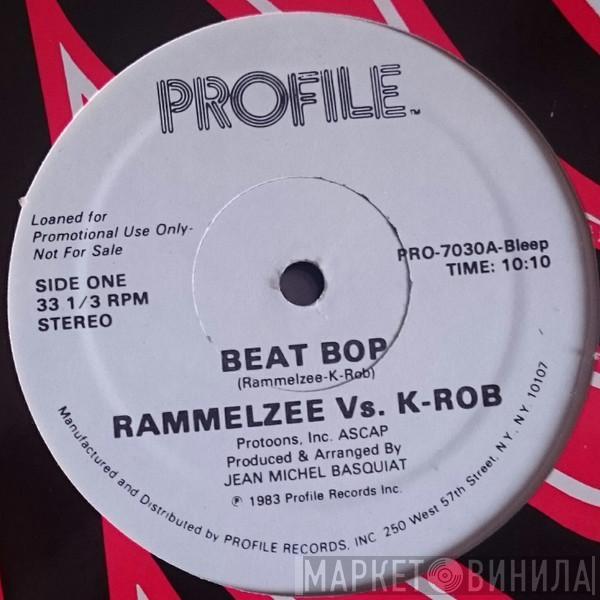 PROFILE™
Loaned for
Promotional Use Only-
Not For Sale
SIDE ONE
33 1/3 RPM
STEREO
PRO-7030A-Bleep
TIME: 10:10
BEAT BOP
(Rammelzee-K-Rob)
RAMMELZEE Vs. K-ROB
Protoons, Inc. ASCAP
Produced & Arranged By
JEAN MICHEL BASQUIAT
℗ 1983 Profile Records Inc.
Manufactured and Distributed by PROFILE RECORDS, INC 250 West 57th Street, NY. NY 10107
МАРКЕТ ВИНИЛА